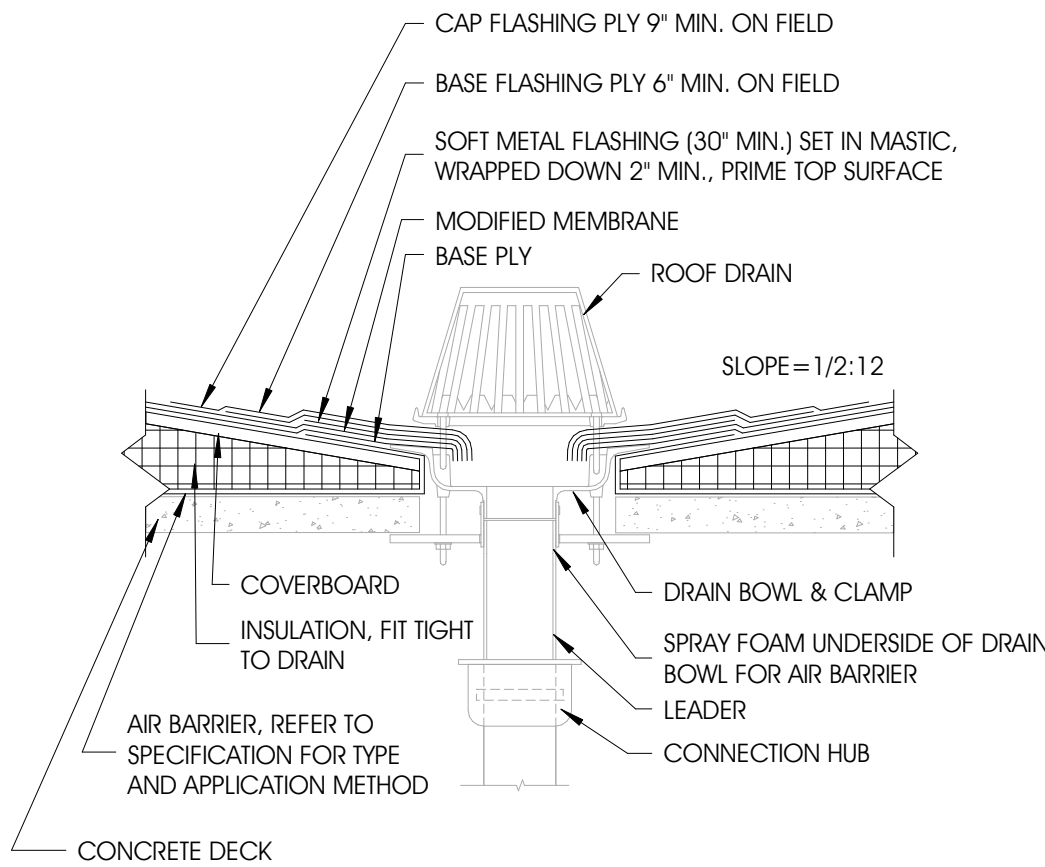 CAP FLASHING PLY 9" MIN. ON FIELD
BASE FLASHING PLY 6" MIN. ON FIELD
SOFT METAL FLASHING (30" MIN.) SET IN MASTIC,
WRAPPED DOWN 2" MIN., PRIME TOP SURFACE
MODIFIED MEMBRANE
BASE PLY
ROOF DRAIN
SLOPE=1/2:12
COVERBOARD
INSULATION, FIT TIGHT
TO DRAIN
AIR BARRIER, REFER TO
SPECIFICATION FOR TYPE
AND APPLICATION METHOD
CONCRETE DECK
DRAIN BOWL & CLAMP
SPRAY FOAM UNDERSIDE OF DRAIN
BOWL FOR AIR BARRIER
LEADER
CONNECTION HUB